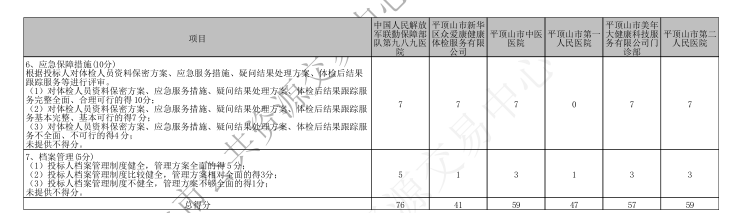 项目
中国人民解放
军联勤保障部
队第九八九医
院
平顶山市新华
区众爱康健康
体检服务有限
公司
平顶山市中医
医院
平顶山市第一
人民医院
平顶山市美年
大健康科技服
务有限公司门
诊部
平顶山市第二
人民医院
6、应急保障措施(10分)
根据投标人对体检人员资料保密方案、应急服务措施、疑问结果处理方案、体检后结果
跟踪服务等进行评审。
（1）对体检人员资料保密方案、应急服务措施、疑问结果处理方案、体检后结果跟踪服
务完整全面、合理可行的得10分；
（2）对体检人员资料保密方案、应急服务措施、疑问结果处理方案、体检后结果跟踪服
务基本完整、基本可行的得7分；
（3）对体检人员资料保密方案、应急服务措施、疑问结果处理方案、体检后结果跟踪服
务不全面、不可行的得4分；
未提供不得分。
7 7 7 0 7 7
7、档案管理(5分)
（1）投标人档案管理制度健全，管理方案全面的得5分；
（2）投标人档案管理制度比较健全，管理方案相对全面的得3分；
（3）投标人档案管理制度不健全，管理方案不够全面的得1分；
未提供不得分。
5 1 3 1 3 3
总得分 76 41 59 47 57 59
市公共资源交易中心
源交易中心